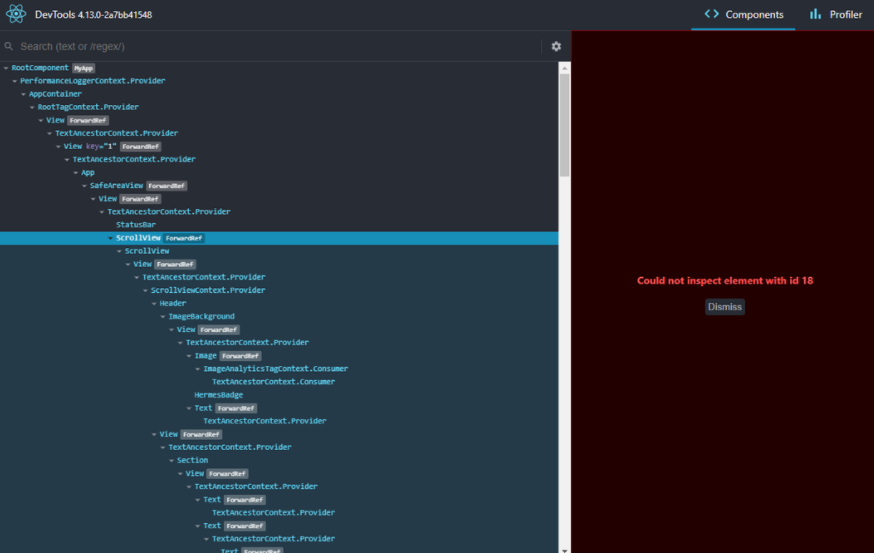 DevTools 4.13.0-2a7bb41548
Components
Profiler
Search (text or /regex/)
RootComponent MyApp
PerformanceLoggerContext.Provider
AppContainer
RootTagContext.Provider
View ForwardRef
TextAncestorContext.Provider
View key="1" ForwardRef
TextAncestorContext.Provider
App
SafeAreaView ForwardRef
View ForwardRef
TextAncestorContext.Provider
StatusBar
ScrollView ForwardRef
ScrollView
View ForwardRef
TextAncestorContext.Provider
ScrollViewContext.Provider
Header
ImageBackground
View ForwardRef
TextAncestorContext.Provider
Image ForwardRef
ImageAnalyticsTagContext.Consumer
TextAncestorContext.Consumer
HermesBadge
Text ForwardRef
TextAncestorContext.Provider
View ForwardRef
TextAncestorContext.Provider
Section
View ForwardRef
TextAncestorContext.Provider
Text ForwardRef
TextAncestorContext.Provider
Text ForwardRef
TextAncestorContext.Provider
Text ForwardRef
Could not inspect element with id 18
Dismiss